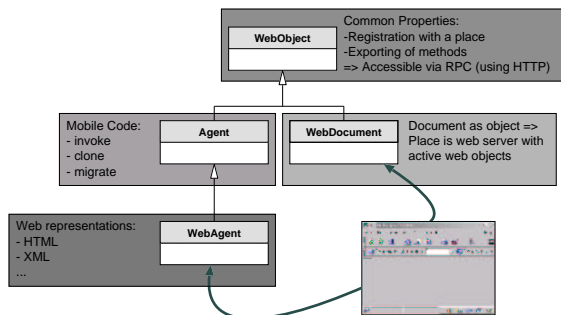 Common Properties:
-Registration with a place
-Exporting of methods
=> Accessible via RPC (using HTTP)
WebObject
Mobile Code:
- invoke
- clone
- migrate
Agent
WebDocument
Document as object =>
Place is web server with
active web objects
Web representations:
- HTML
- XML
...
WebAgent